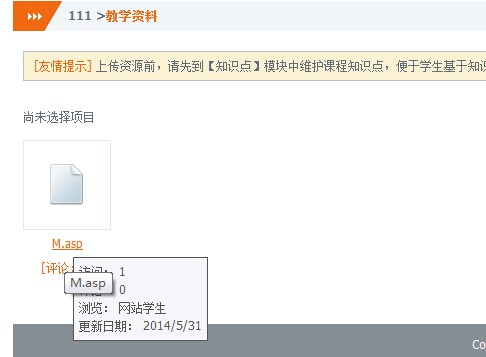 111 >教学资料
[友情提示] 上传资源前，请先到【知识点】模块中维护课程知识点，便于学生基于知识
尚未选择项目
M.asp
[评论:
访问： 1
M.asp
0
浏览： 网站学生
更新日期： 2014/5/31
Co